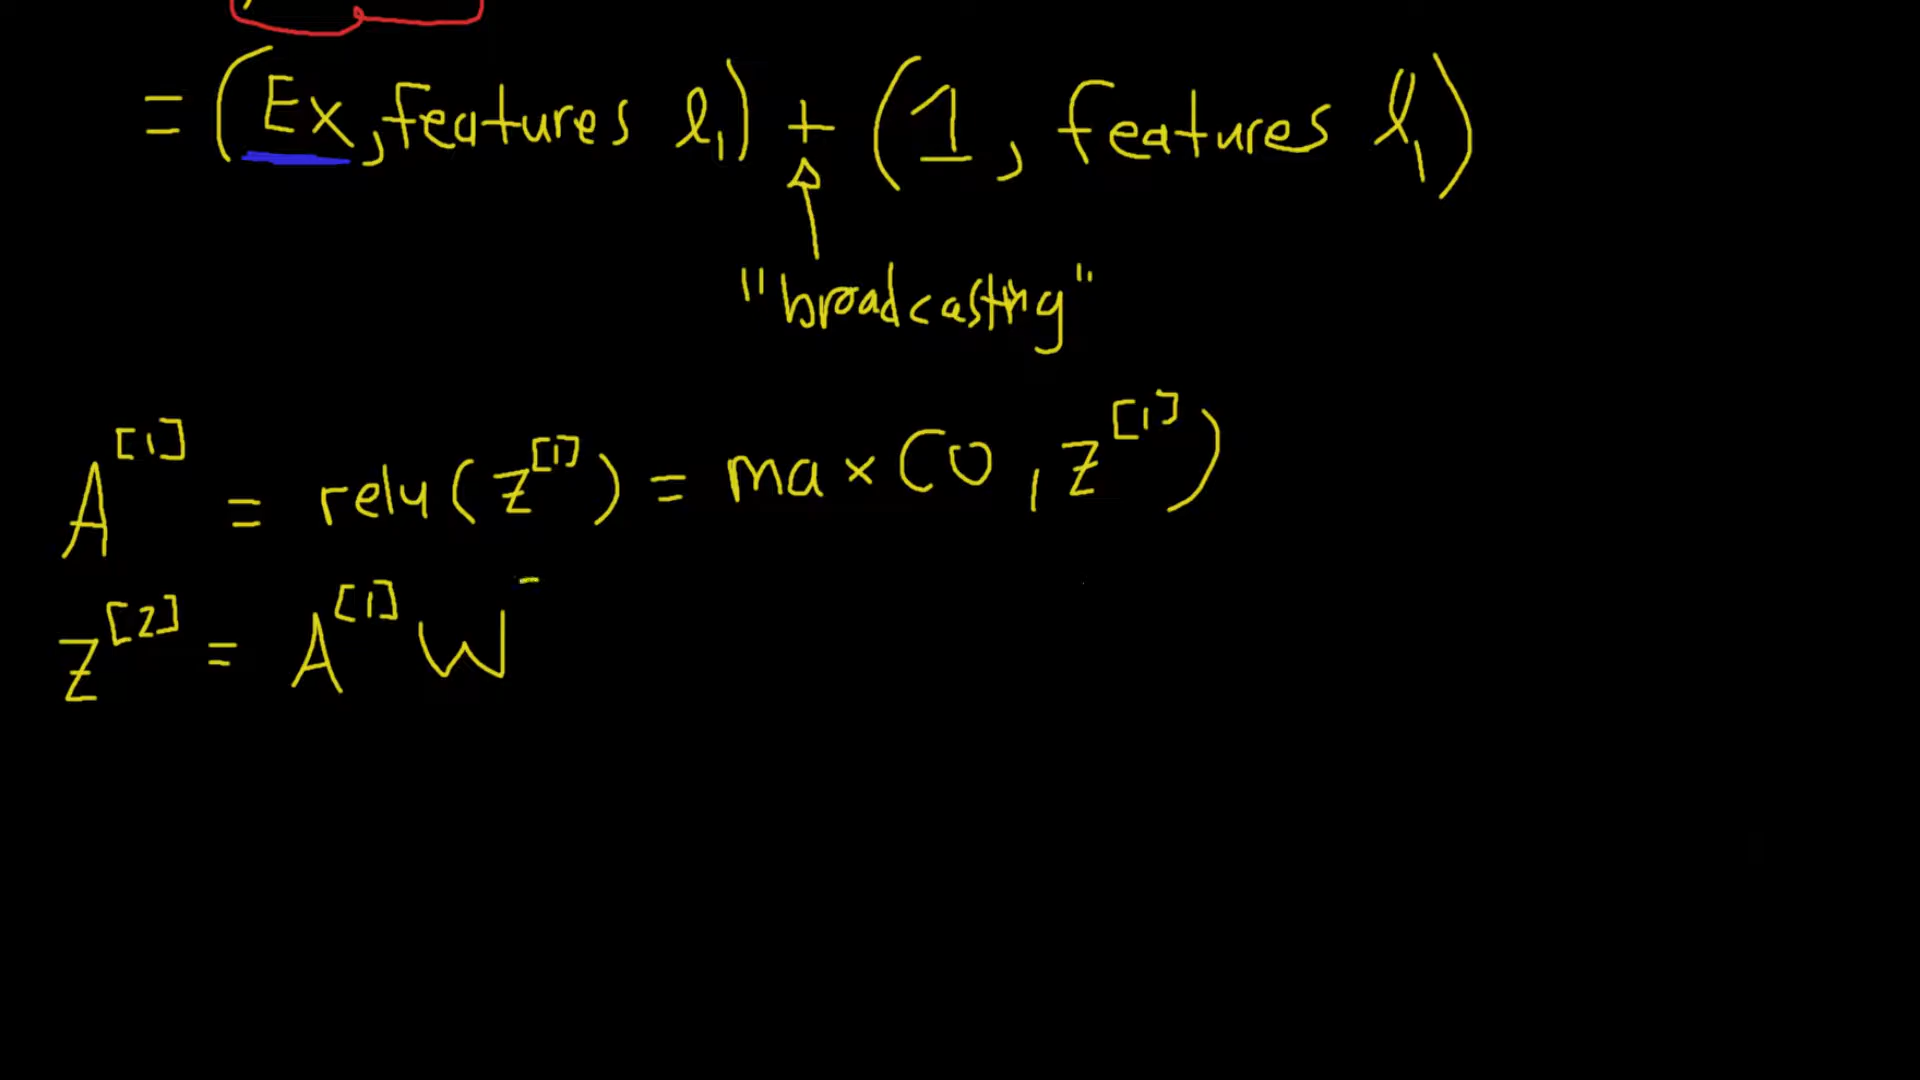 = (Ex, features l₁) + (1, features l₁)
"broadcasting"
A^[1] = relu(z^[1]) = max(0, z^[1])
z^[2] = A^[1] W